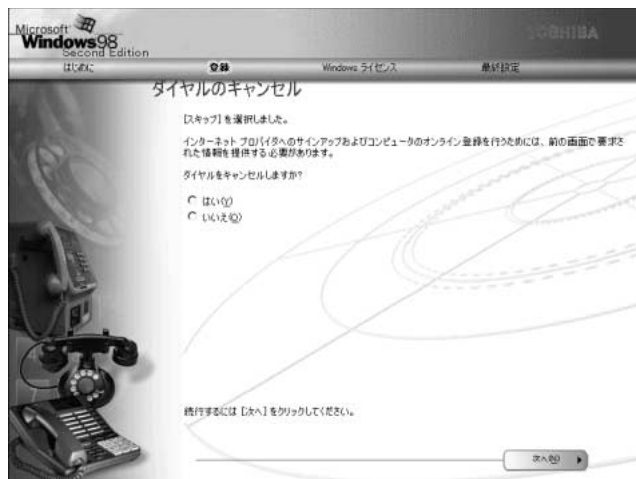 Microsoft
Windows98
Second Edition
TOSHIBA
はじめに 登録 Windows ライセンス 最終設定
ダイヤルのキャンセル
[スキップ] を選択しました。
インターネット プロバイダへのサインアップおよびコンピュータのオンライン登録を行うためには、前の画面で要求さ
れた情報を提供する必要があります。
ダイヤルをキャンセルしますか?
はい(Y)
いいえ(O)
続行するには [次へ] をクリックしてください。
次へ(N)